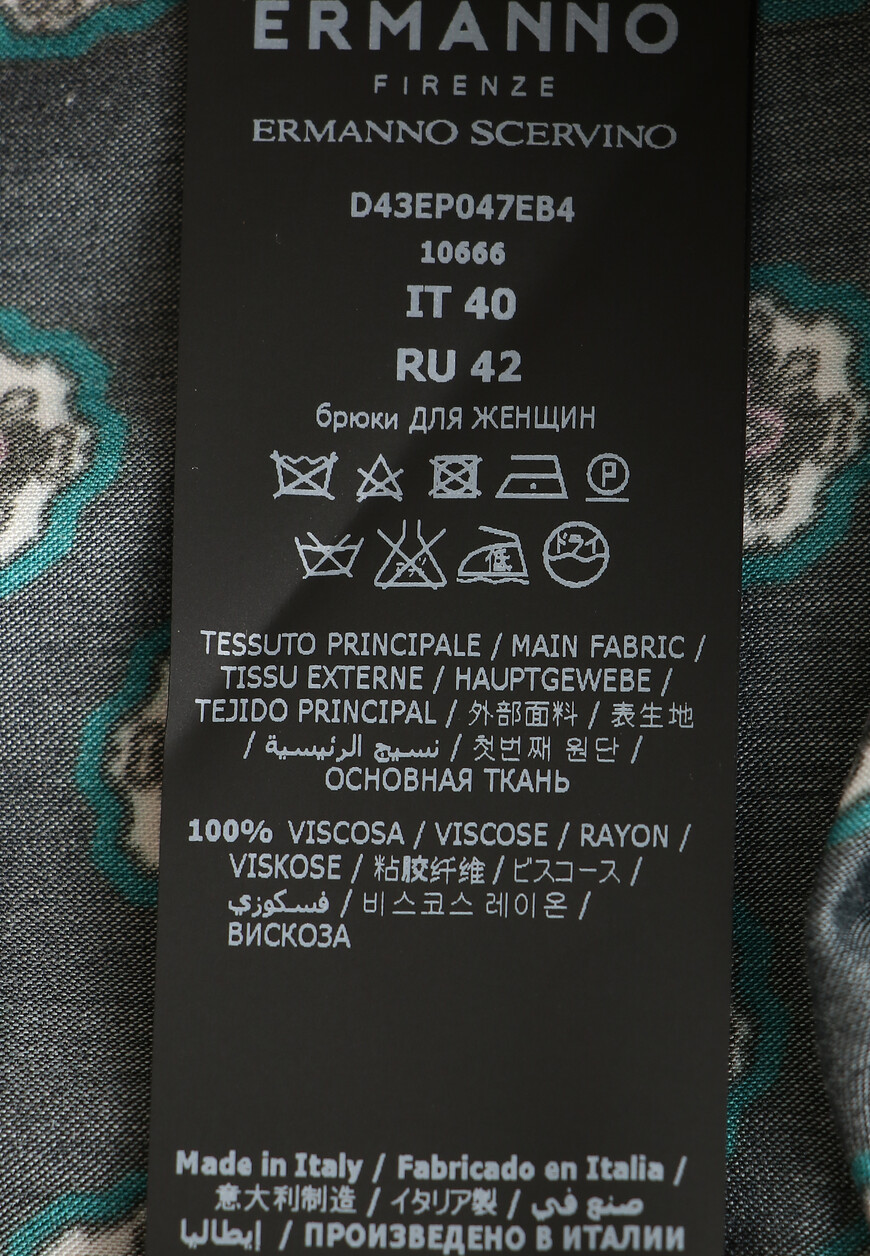 ERMANNO
FIRENZE
ERMANNO SCERVINO
D43EP047EB4
10666
IT 40
RU 42
брюки ДЛЯ ЖЕНЩИН
P
低 ドライ
TESSUTO PRINCIPALE / MAIN FABRIC /
TISSU EXTERNE / HAUPTGEWEBE /
TEJIDO PRINCIPAL / 外部面料 / 表生地
/ نسيج الرئيسية / 첫번째 원단 /
ОСНОВНАЯ ТКАНЬ
100% VISCOSA / VISCOSE / RAYON /
VISKOSE / 粘胶纤维 / ビスコース /
فسكوزي / 비스코스 레이온 /
ВИСКОЗА
Made in Italy / Fabricado en Italia /
意大利制造 / イタリア製 / صنع في
إيطاليا / ПРОИЗВЕДЕНО В ИТАЛИИ